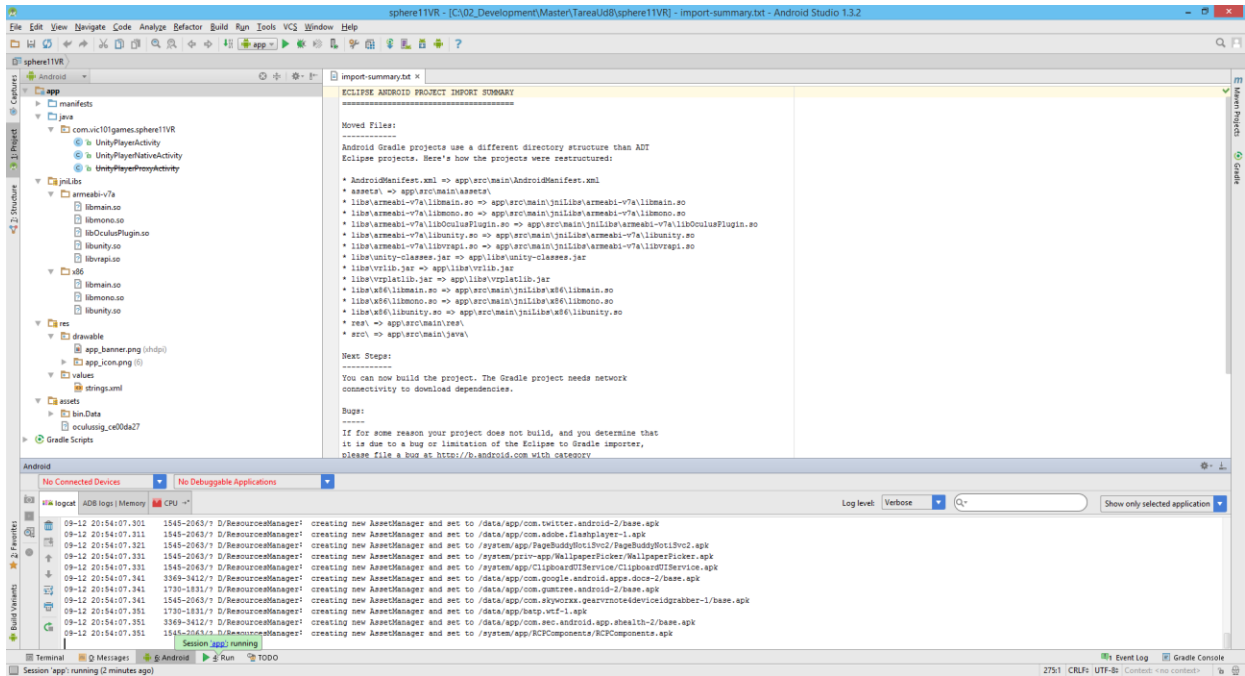 sphere11VR - [C:\02_Development\Master\TareaUd8\sphere11VR] - import-summary.txt - Android Studio 1.3.2
File Edit View Navigate Code Analyze Refactor Build Run Tools VCS Window Help
app
sphere11VR
Android
import-summary.txt
Captures
1: Project
2: Structure
2: Favorites
Build Variants
Maven Projects
Gradle
app
manifests
java
com.vic101games.sphere11VR
UnityPlayerActivity
UnityPlayerNativeActivity
UnityPlayerProxyActivity
jniLibs
armeabi-v7a
libmain.so
libmono.so
libOculusPlugin.so
libunity.so
libvrapi.so
x86
libmain.so
libmono.so
libunity.so
res
drawable
app_banner.png (xhdpi)
app_icon.png (6)
values
strings.xml
assets
bin.Data
oculussig_ce00da27
Gradle Scripts
ECLIPSE ANDROID PROJECT IMPORT SUMMARY
======================================
Moved Files:
------------
Android Gradle projects use a different directory structure than ADT
Eclipse projects. Here's how the projects were restructured:
* AndroidManifest.xml => app\src\main\AndroidManifest.xml
* assets\ => app\src\main\assets\
* libs\armeabi-v7a\libmain.so => app\src\main\jniLibs\armeabi-v7a\libmain.so
* libs\armeabi-v7a\libmono.so => app\src\main\jniLibs\armeabi-v7a\libmono.so
* libs\armeabi-v7a\libOculusPlugin.so => app\src\main\jniLibs\armeabi-v7a\libOculusPlugin.so
* libs\armeabi-v7a\libunity.so => app\src\main\jniLibs\armeabi-v7a\libunity.so
* libs\armeabi-v7a\libvrapi.so => app\src\main\jniLibs\armeabi-v7a\libvrapi.so
* libs\unity-classes.jar => app\libs\unity-classes.jar
* libs\vrlib.jar => app\libs\vrlib.jar
* libs\vrplatlib.jar => app\libs\vrplatlib.jar
* libs\x86\libmain.so => app\src\main\jniLibs\x86\libmain.so
* libs\x86\libmono.so => app\src\main\jniLibs\x86\libmono.so
* libs\x86\libunity.so => app\src\main\jniLibs\x86\libunity.so
* res\ => app\src\main\res\
* src\ => app\src\main\java\
Next Steps:
-----------
You can now build the project. The Gradle project needs network
connectivity to download dependencies.
Bugs:
-----
If for some reason your project does not build, and you determine that
it is due to a bug or limitation of the Eclipse to Gradle importer,
please file a bug at http://b.android.com with category
Android
No Connected Devices No Debuggable Applications
logcat ADB logs | Memory CPU Log level: Verbose Show only selected application
09-12 20:54:07.301 1545-2063/? D/ResourcesManager: creating new AssetManager and set to /data/app/com.twitter.android-2/base.apk
09-12 20:54:07.311 1545-2063/? D/ResourcesManager: creating new AssetManager and set to /data/app/com.adobe.flashplayer-1.apk
09-12 20:54:07.321 1545-2063/? D/ResourcesManager: creating new AssetManager and set to /system/app/PageBuddyNotiSvc2/PageBuddyNotiSvc2.apk
09-12 20:54:07.331 1545-2063/? D/ResourcesManager: creating new AssetManager and set to /system/priv-app/WallpaperPicker/WallpaperPicker.apk
09-12 20:54:07.331 1545-2063/? D/ResourcesManager: creating new AssetManager and set to /system/app/ClipboardUIService/ClipboardUIService.apk
09-12 20:54:07.341 3369-3412/? D/ResourcesManager: creating new AssetManager and set to /data/app/com.google.android.apps.docs-2/base.apk
09-12 20:54:07.341 1730-1831/? D/ResourcesManager: creating new AssetManager and set to /data/app/com.gumtree.android-2/base.apk
09-12 20:54:07.341 1545-2063/? D/ResourcesManager: creating new AssetManager and set to /data/app/com.skyworxx.gearvrnote4deviceidgrabber-1/base.apk
09-12 20:54:07.351 1730-1831/? D/ResourcesManager: creating new AssetManager and set to /data/app/batp.wtf-1.apk
09-12 20:54:07.351 3369-3412/? D/ResourcesManager: creating new AssetManager and set to /data/app/com.sec.android.app.shealth-2/base.apk
09-12 20:54:07.351 1545-2063/? D/ResourcesManager: creating new AssetManager and set to /system/app/RCPComponents/RCPComponents.apk
Session 'app': running
Terminal 0: Messages 6: Android 4: Run TODO Event Log Gradle Console
Session 'app': running (2 minutes ago) 275:1 CRLF UTF-8 Context: <no context>